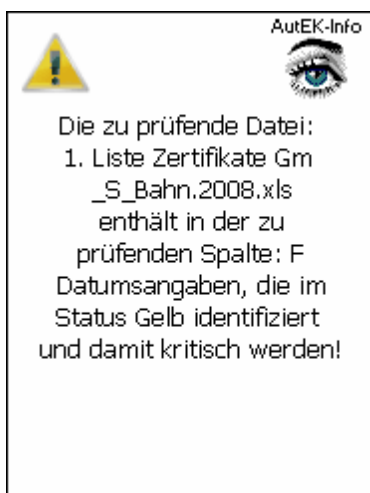 AutEK-Info
Die zu prüfende Datei:
1. Liste Zertifikate Gm
_S_Bahn.2008.xls
enthält in der zu
prüfenden Spalte: F
Datumsangaben, die im
Status Gelb identifiziert
und damit kritisch werden!